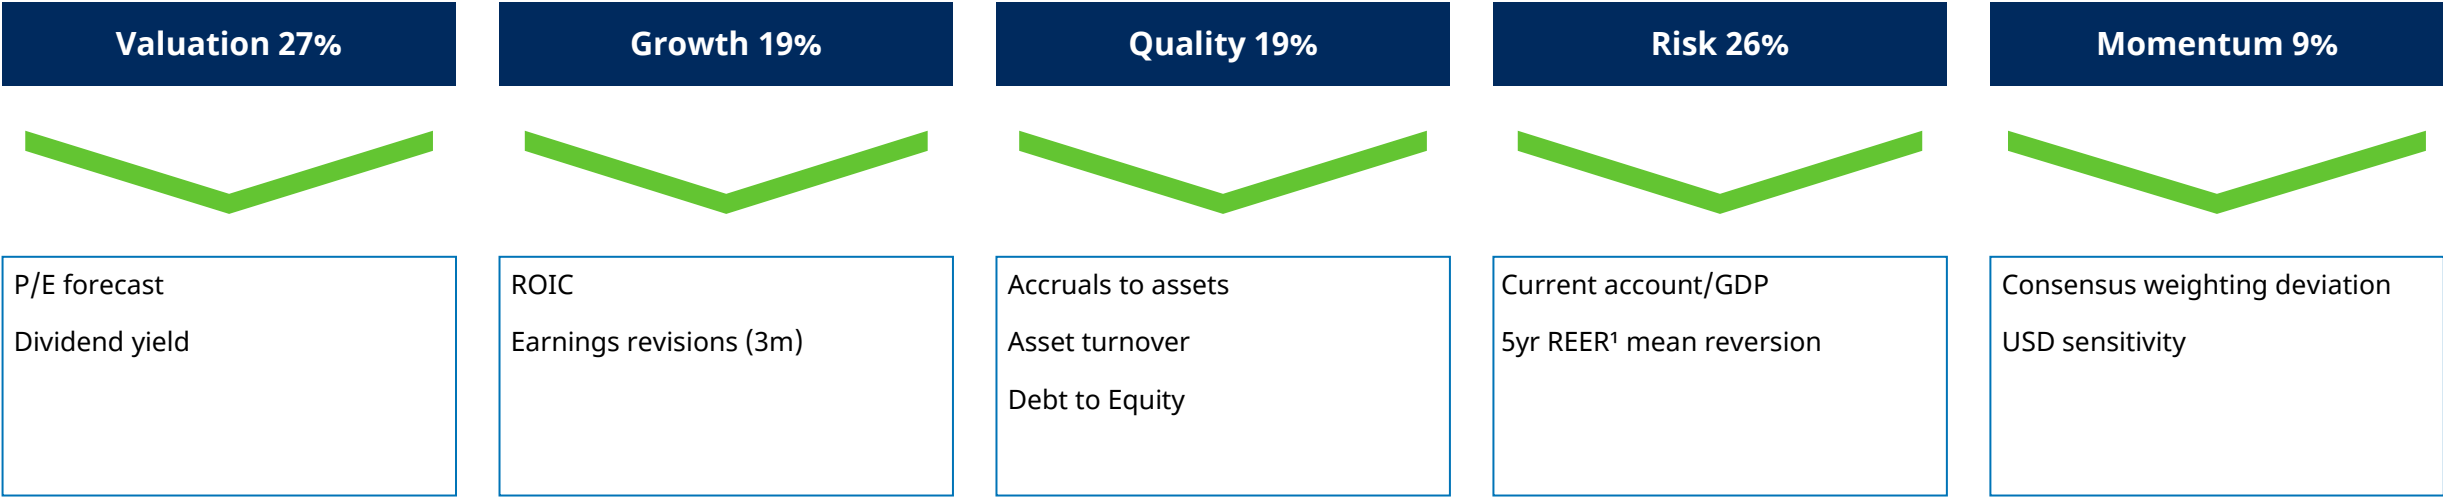 Valuation 27%
P/E forecast
Dividend yield
Growth 19%
ROIC
Earnings revisions (3m)
Quality 19%
Accruals to assets
Asset turnover
Debt to Equity
Risk 26%
Current account/GDP
5yr REER¹ mean reversion
Momentum 9%
Consensus weighting deviation
USD sensitivity